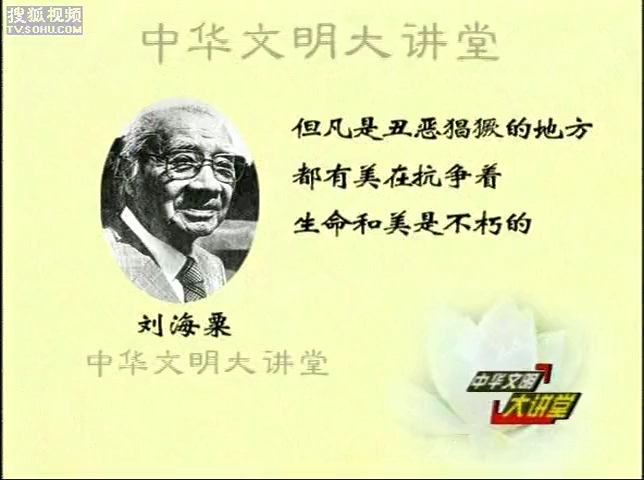 搜狐视频
TV.SOHU.COM
中华文明大讲堂
但凡是丑恶猖獗的地方
都有美在抗争着
生命和美是不朽的
刘海粟
中华文明大讲堂
中华文明
大讲堂